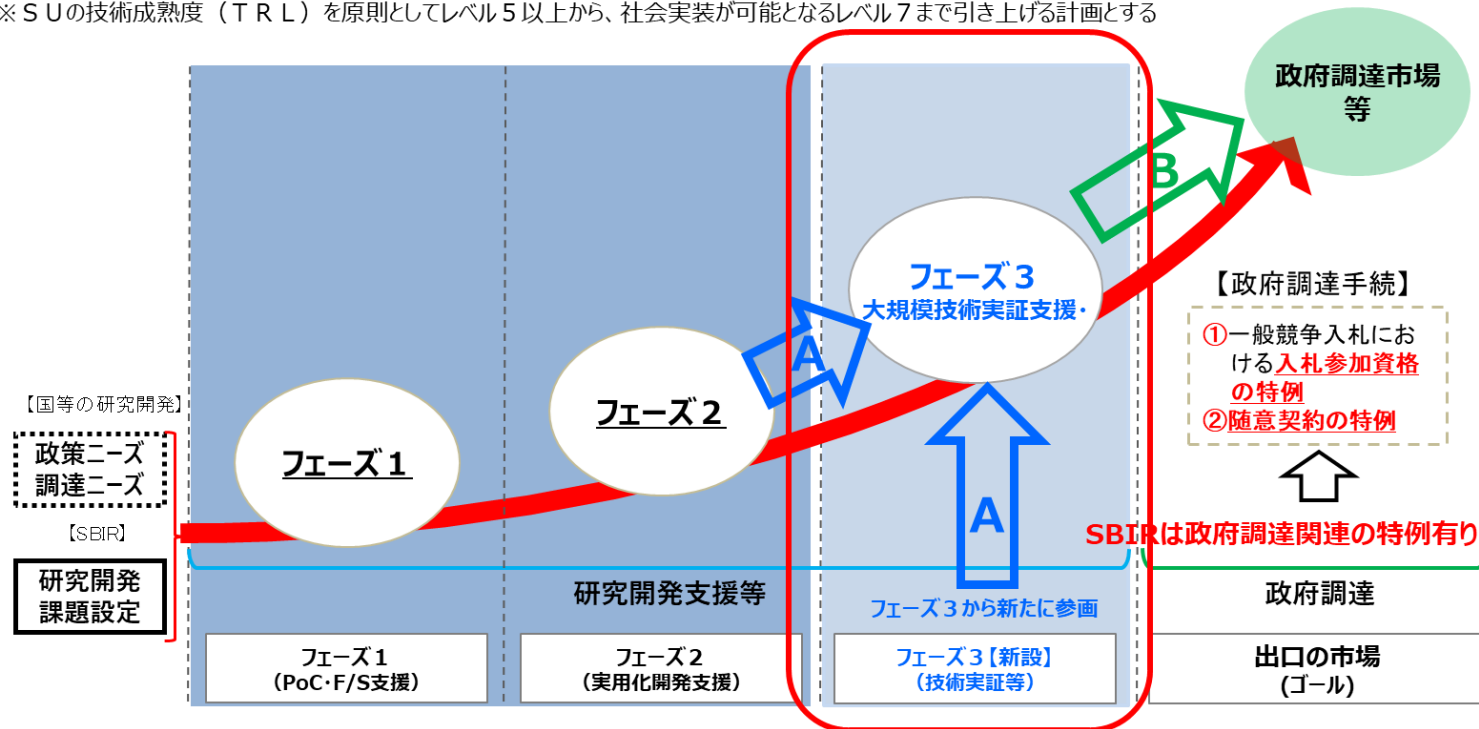 ※ＳＵの技術成熟度（ＴＲＬ）を原則としてレベル５以上から、社会実装が可能となるレベル７まで引き上げる計画とする
政府調達市場
等
B
フェーズ３
大規模技術実証支援・
A
フェーズ２
フェーズ１
A
【政府調達手続】
①一般競争入札にお
ける入札参加資格
の特例
②随意契約の特例
【国等の研究開発】
政策ニーズ
調達ニーズ
【SBIR】
研究開発
課題設定
SBIRは政府調達関連の特例有り
研究開発支援等
フェーズ３から新たに参画
政府調達
フェーズ１
（PoC・F/S支援）
フェーズ２
（実用化開発支援）
フェーズ３【新設】
（技術実証等）
出口の市場
(ゴール)